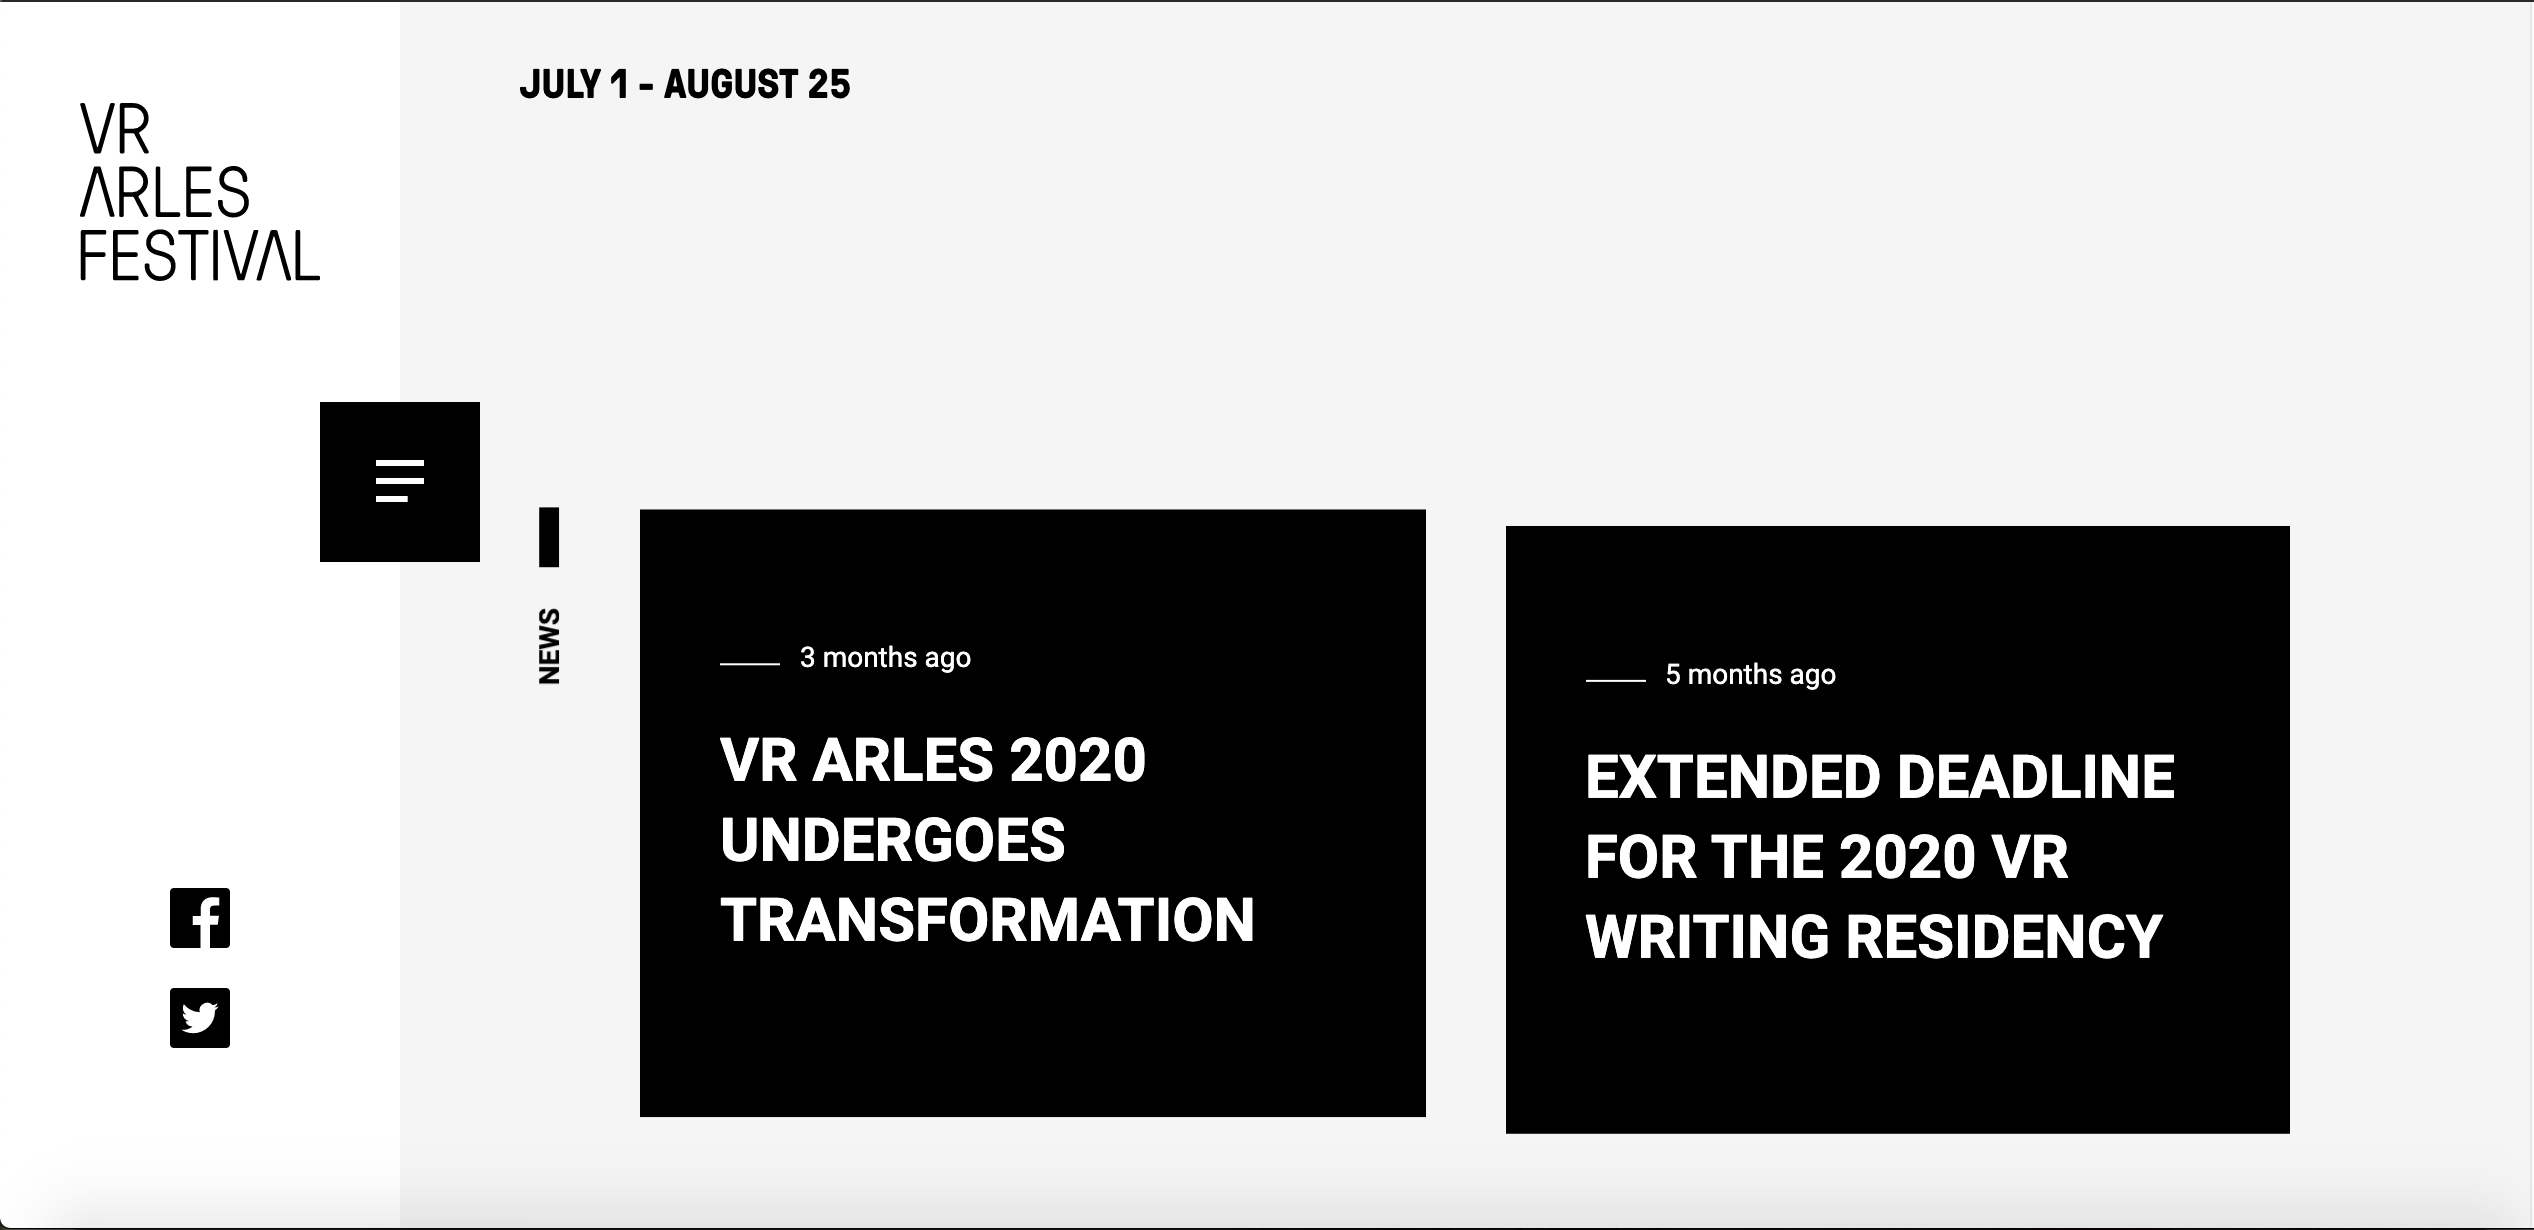 VR
ARLES
FESTIVAL
JULY 1 - AUGUST 25
NEWS
3 months ago
VR ARLES 2020
UNDERGOES
TRANSFORMATION
5 months ago
EXTENDED DEADLINE
FOR THE 2020 VR
WRITING RESIDENCY